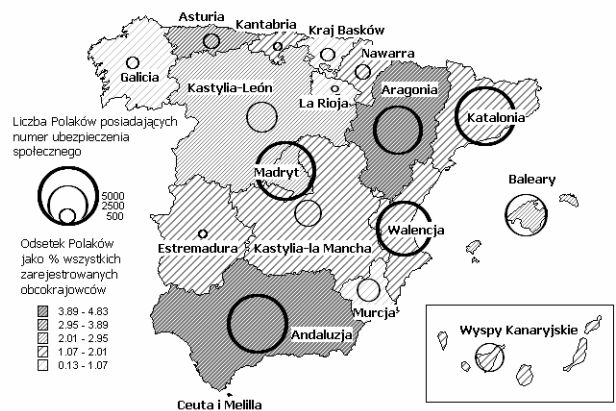 Asturia
Kantabria
Kraj Basków
Nawarra
Galicia
Kastylia-León
La Rioja
Aragonia
Katalonia
Liczba Polaków posiadających
numer ubezpieczenia
społecznego
5000
2500
500
Madryt
Baleary
Walencja
Estremadura
Kastylia-la Mancha
Odsetek Polaków
jako % wszystkich
zarejestrowanych
obcokrajowców
3.89 - 4.83
2.95 - 3.89
2.01 - 2.95
1.07 - 2.01
0.13 - 1.07
Murcja
Andaluzja
Wyspy Kanaryjskie
Ceuta i Melilla